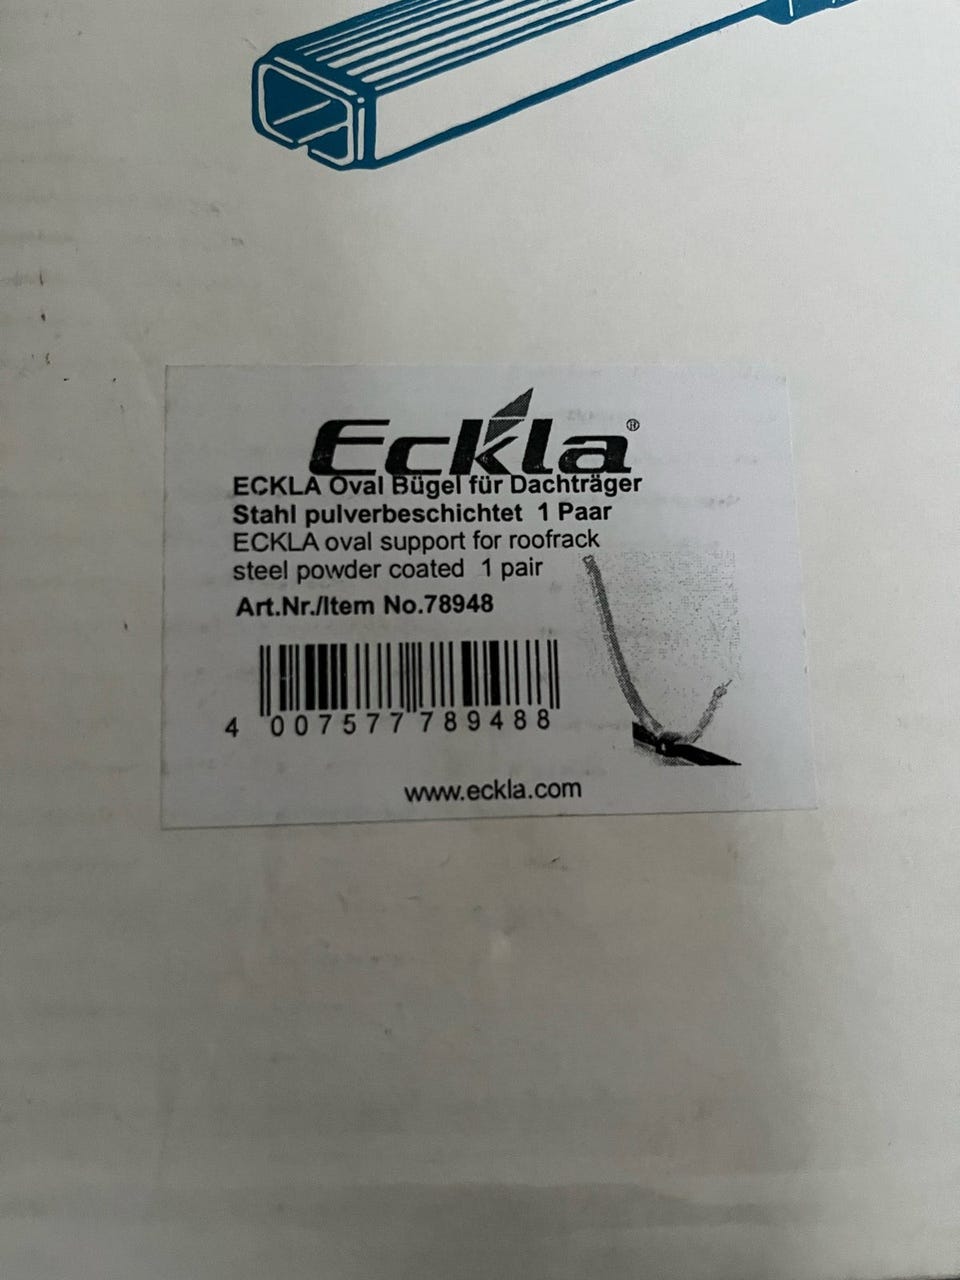 Eckla®
ECKLA Oval Bügel für Dachträger
Stahl pulverbeschichtet 1 Paar
ECKLA oval support for roofrack
steel powder coated 1 pair
Art.Nr./Item No.78948
4 007577 789488
www.eckla.com